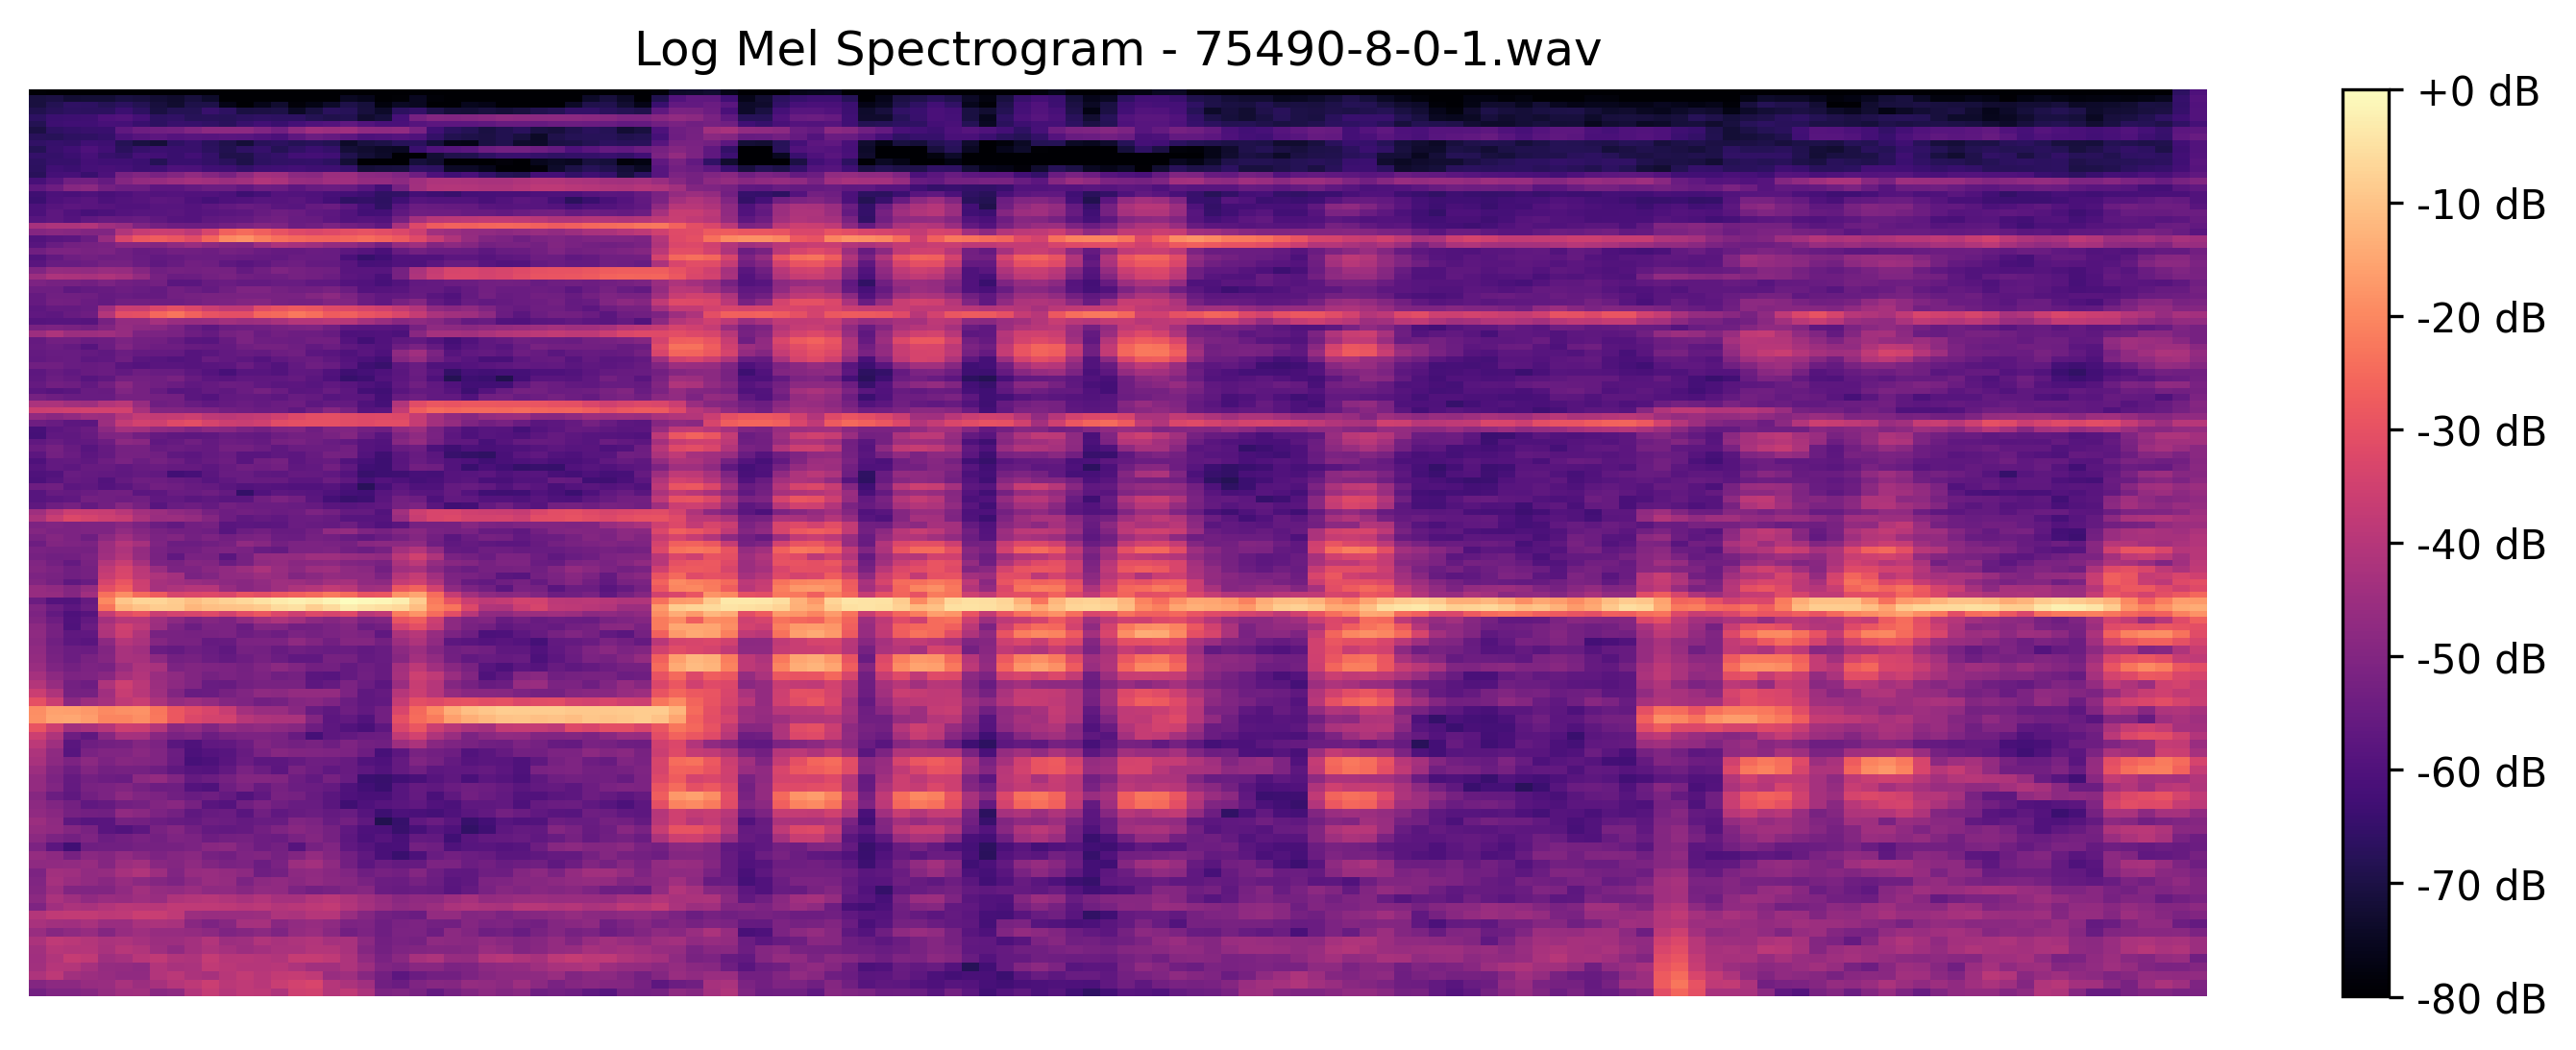 Log Mel Spectrogram - 75490-8-0-1.wav
+0 dB
-10 dB
-20 dB
-30 dB
-40 dB
-50 dB
-60 dB
-70 dB
-80 dB